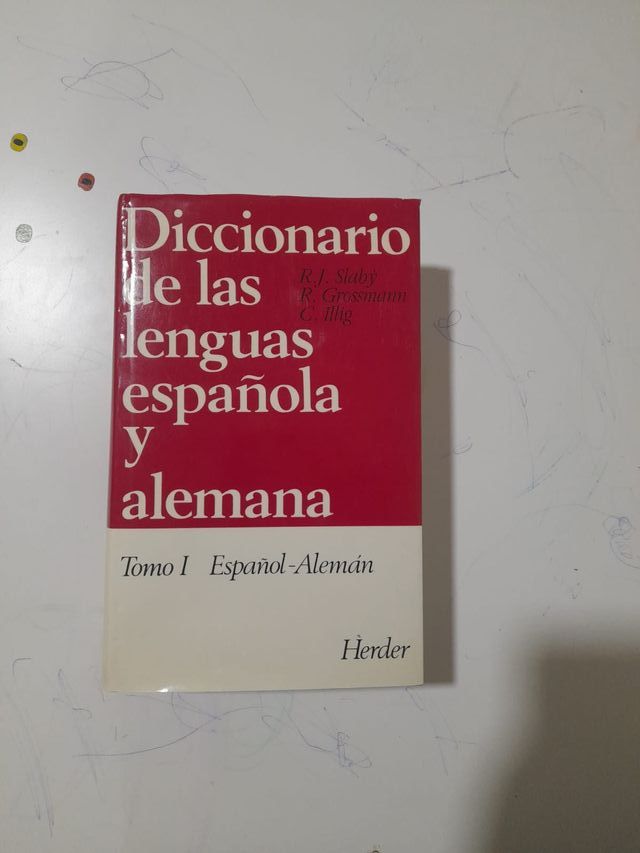 Diccionario
de las
lenguas
española
y
alemana
R. J. Slabý
R. Grossmann
C. Illig
Tomo I Español-Alemán
Herder